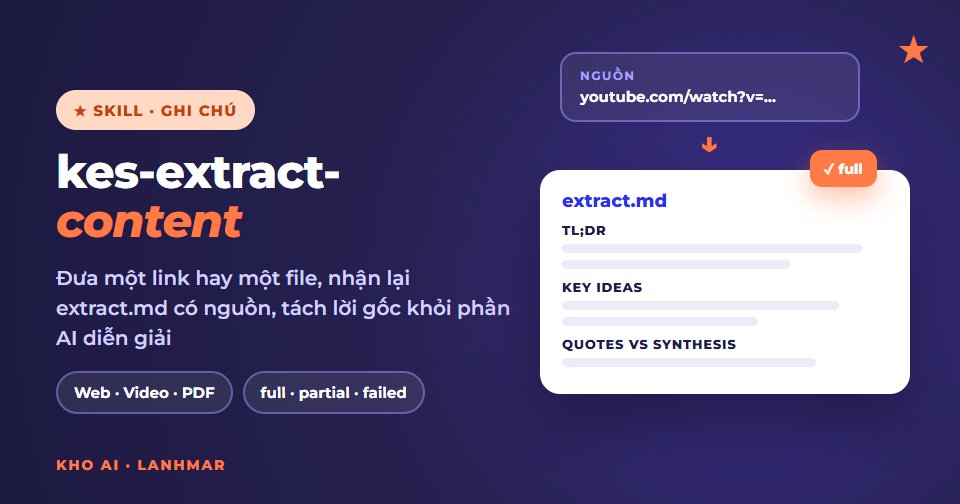 ★ SKILL · GHI CHÚ
kes-extract-
content
Đưa một link hay một file, nhận lại
extract.md có nguồn, tách lời gốc khỏi phần
AI diễn giải
Web · Video · PDF
full · partial · failed
KHO AI · LANHMAR
NGUỒN
youtube.com/watch?v=...
✓ full
extract.md
TL;DR
KEY IDEAS
QUOTES VS SYNTHESIS